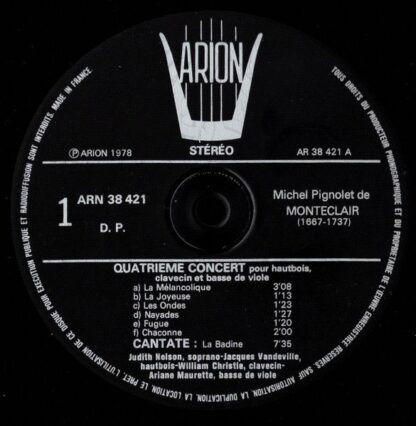 ARION
STÉRÉO
Ⓟ ARION 1978
AR 38 421 A
1
ARN 38 421
D. P.
Michel Pignolet de
MONTECLAIR
(1667-1737)
QUATRIEME CONCERT pour hautbois,
clavecin et basse de viole
a) La Mélancolique 3'08
b) La Joyeuse 1'13
c) Les Ondes 1'23
d) Nayades 1'27
e) Fugue 1'20
f) Chaconne 2'00
CANTATE : La Badine 7'35
Judith Nelson, soprano-Jacques Vandeville,
hautbois-William Christie, clavecin-
Ariane Maurette, basse de viole
TOUS DROITS DU PRODUCTEUR PHONOGRAPHIQUE ET DU PROPRIETAIRE DE L'ŒUVRE ENREGISTREE RESERVES. SAUF AUTORISATION, LA DUPLICATION, LA LOCATION, LE PRET, L'UTILISATION DE CE DISQUE POUR EXECUTION PUBLIQUE ET RADIODIFFUSION SONT INTERDITS. MADE IN FRANCE